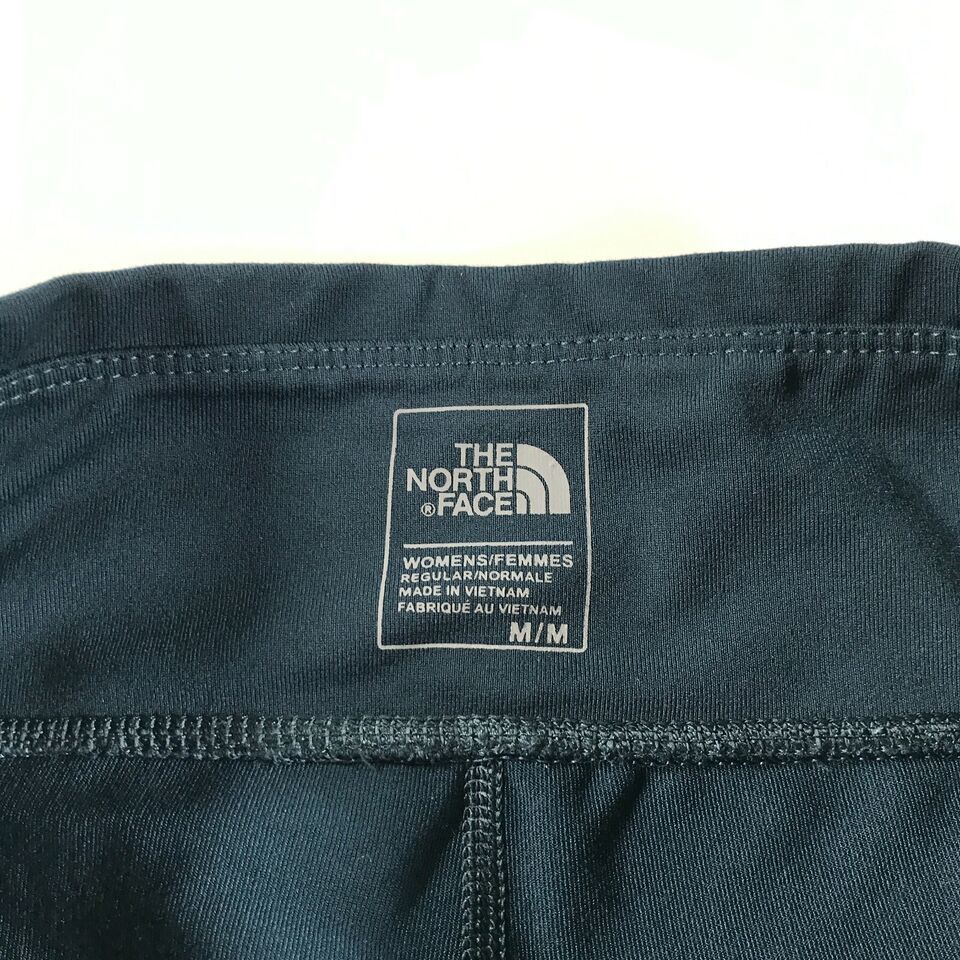 THE
NORTH
® FACE
WOMENS/FEMMES
REGULAR/NORMALE
MADE IN VIETNAM
FABRIQUÉ AU VIETNAM
M/M